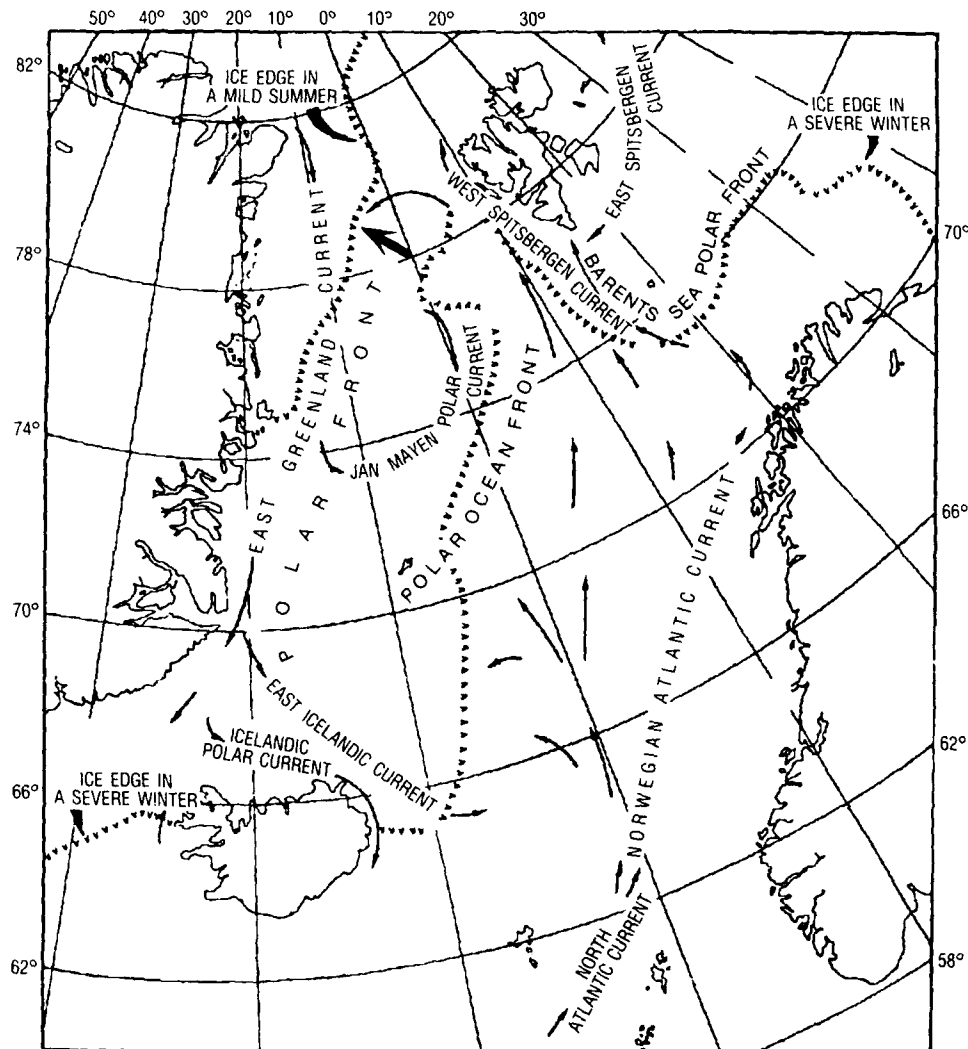 50° 40° 30° 20° 10° 0° 10° 20° 30°
82°
ICE EDGE IN
A MILD SUMMER
EAST SPITSBERGEN
CURRENT
ICE EDGE IN
A SEVERE WINTER
WEST SPITSBERGEN CURRENT
BARENTS
SEA POLAR FRONT
70°
78°
EAST GREENLAND CURRENT
POLAR FRONT
JAN MAYEN POLAR
CURRENT
POLAR OCEAN FRONT
74°
66°
70°
NORWEGIAN ATLANTIC CURRENT
EAST ICELANDIC CURRENT
ICELANDIC
POLAR CURRENT
62°
ICE EDGE IN
A SEVERE WINTER
66°
NORTH
ATLANTIC CURRENT
62°
58°